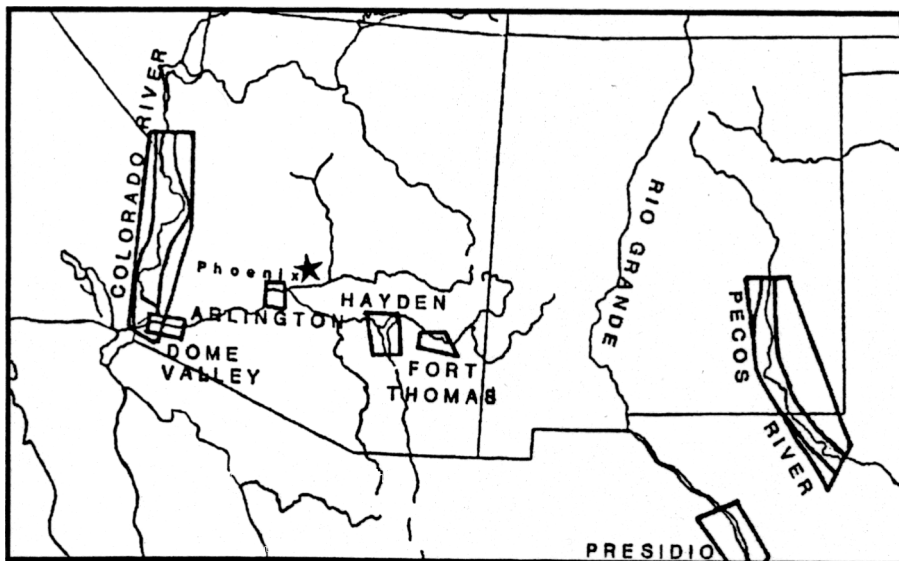 COLORADO RIVER
Phoenix
ARLINGTON
HAYDEN
DOME
VALLEY
FORT
THOMAS
RIO GRANDE
PECOS
RIVER
PRESIDIO